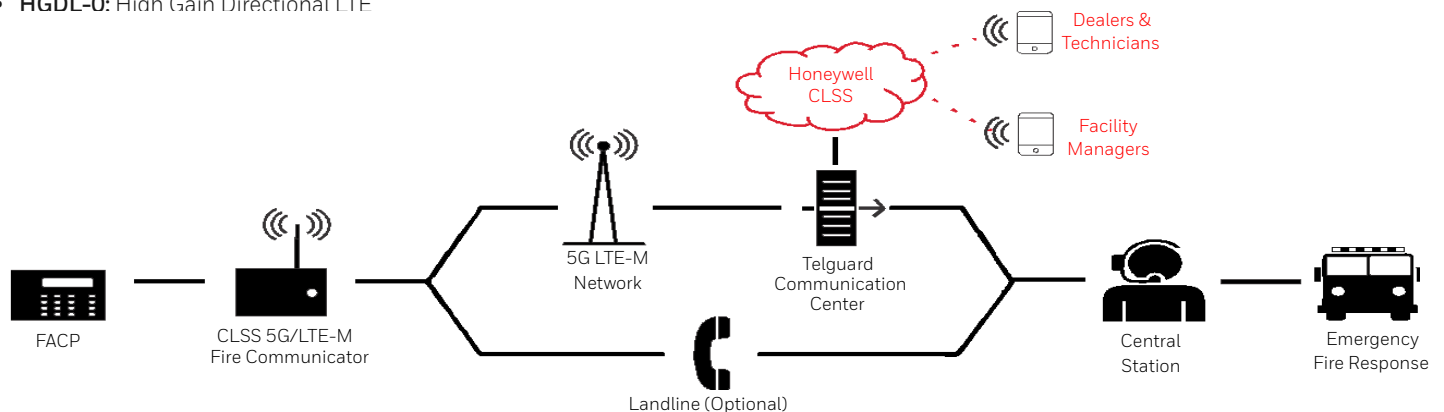 • HGDL-0: High Gain Directional LTE
Dealers &
Technicians
Honeywell
CLSS
Facility
Managers
5G LTE-M
Network
Telguard
Communication
Center
FACP
CLSS 5G/LTE-M
Fire Communicator
Landline (Optional)
Central
Station
Emergency
Fire Response